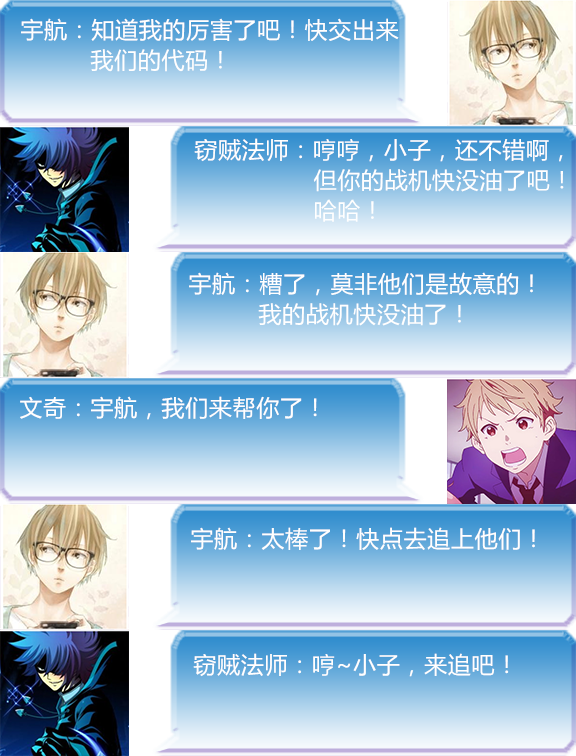 宇航：知道我的厉害了吧！快交出来
我们的代码！
窃贼法师：哼哼，小子，还不错啊，
但你的战机快没油了吧！
哈哈！
宇航：糟了，莫非他们是故意的！
我的战机快没油了！
文奇：宇航，我们来帮你了！
宇航：太棒了！快点去追上他们！
窃贼法师：哼~小子，来追吧！